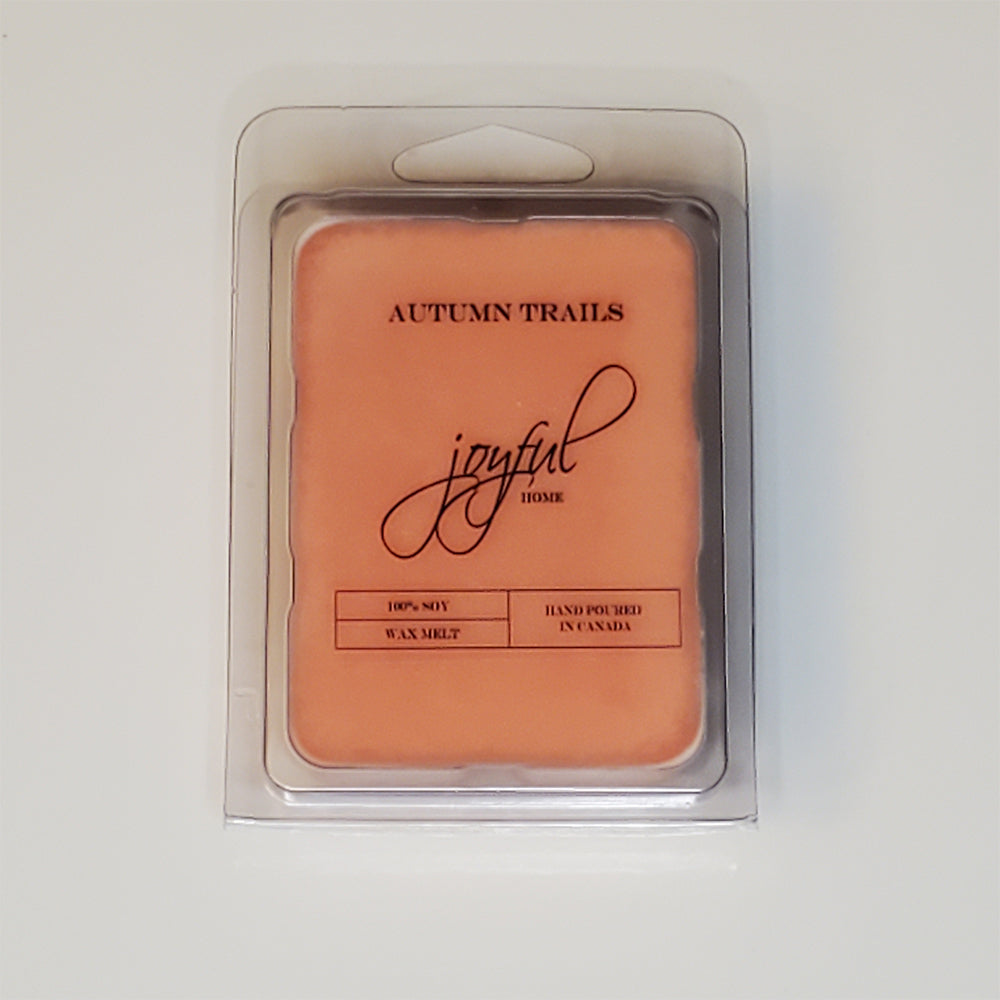 AUTUMN TRAILS
joyful
HOME
100% SOY
WAX MELT
HAND POURED
IN CANADA